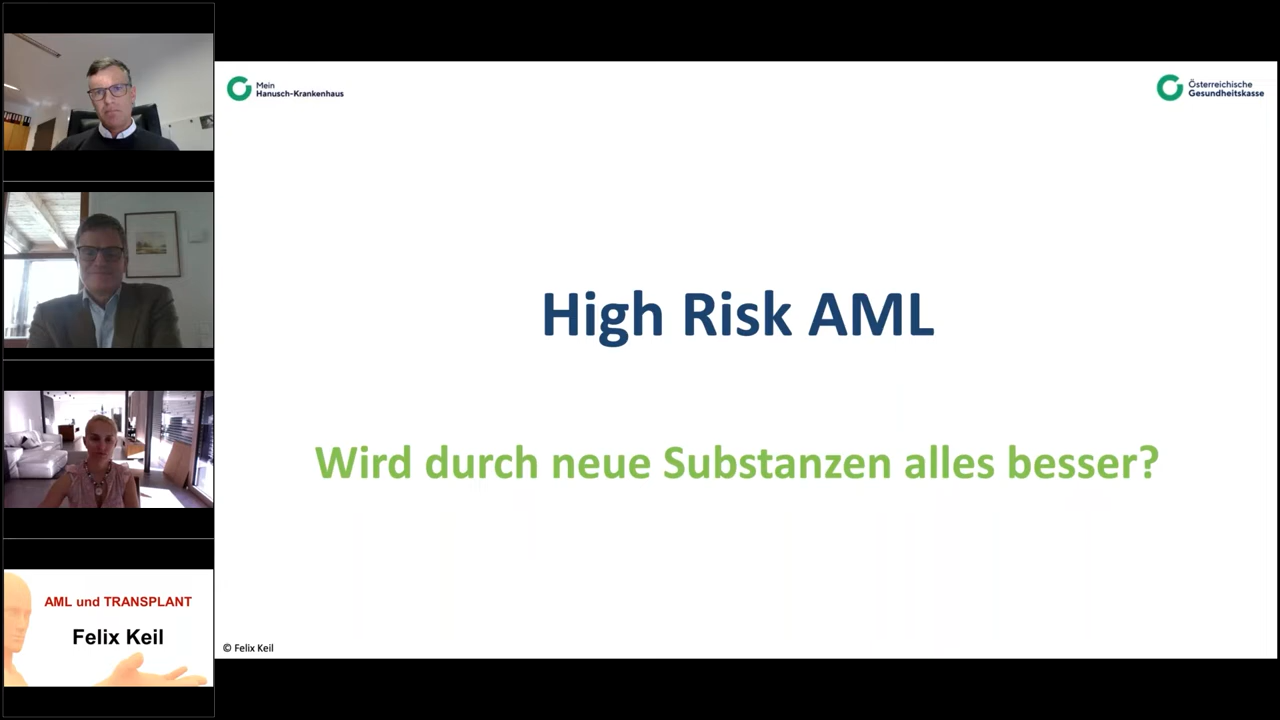 Mein
Hanusch-Krankenhaus
Österreichische
Gesundheitskasse
High Risk AML
Wird durch neue Substanzen alles besser?
AML und TRANSPLANT
Felix Keil
© Felix Keil